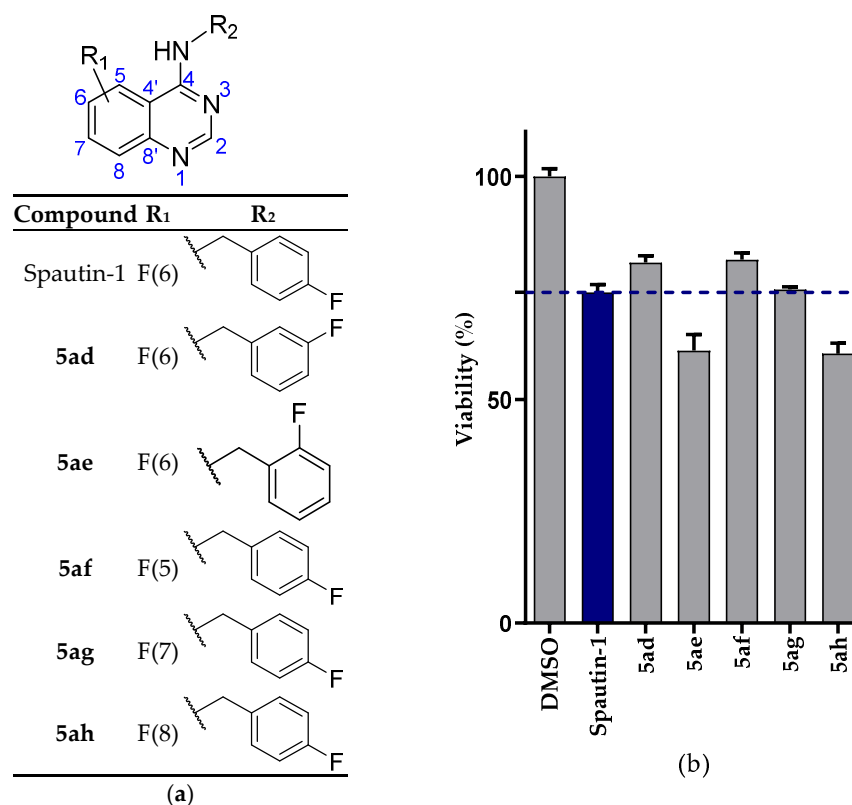 R2
HN
R1
5
4'
4
6
3
N
7
8'
2
8
N
1
Compound R1 R2
Spautin-1 F(6)
F
5ad F(6)
F
5ae F(6)
F
5af F(5)
F
5ag F(7)
F
5ah F(8)
F
(a)
Viability (%)
100
50
0
DMSO
Spautin-1
5ad
5ae
5af
5ag
5ah
(b)